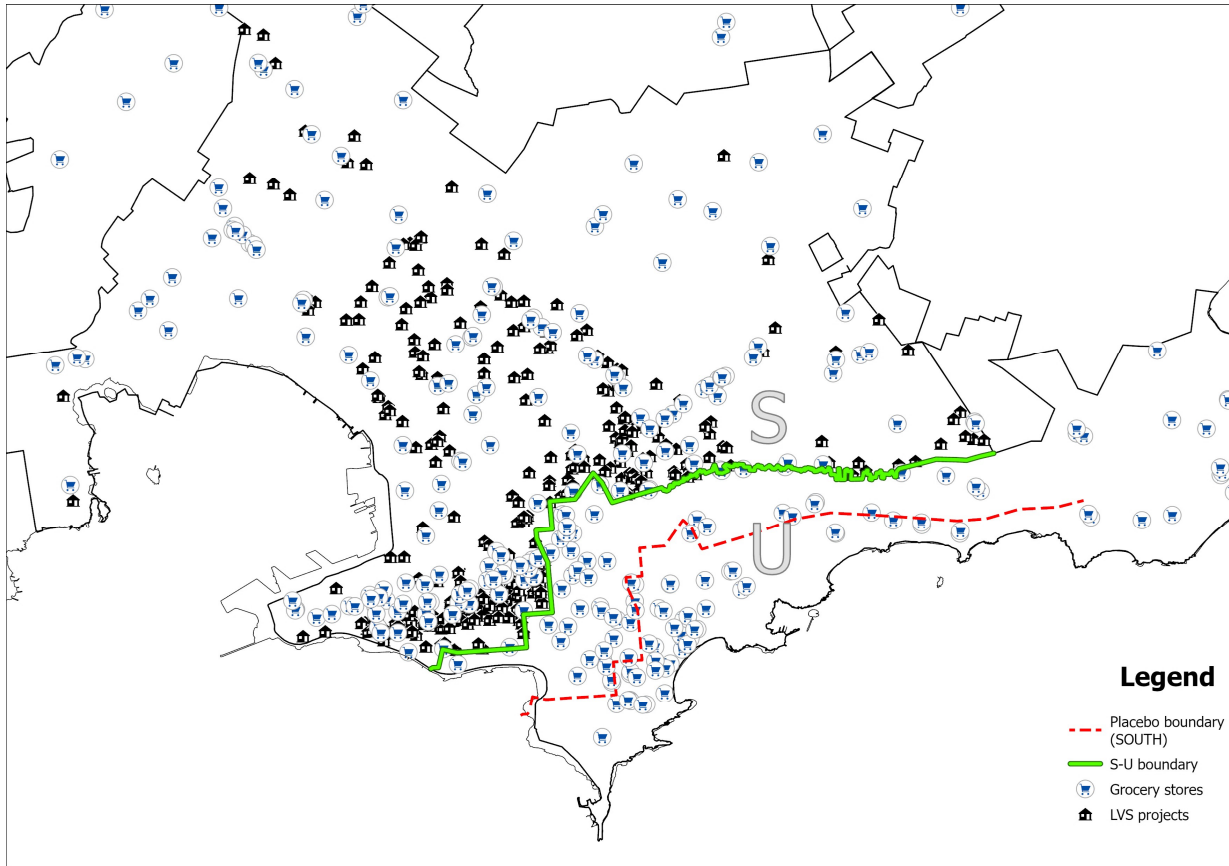 S
U
Legend
Placebo boundary
(SOUTH)
S-U boundary
Grocery stores
LVS projects